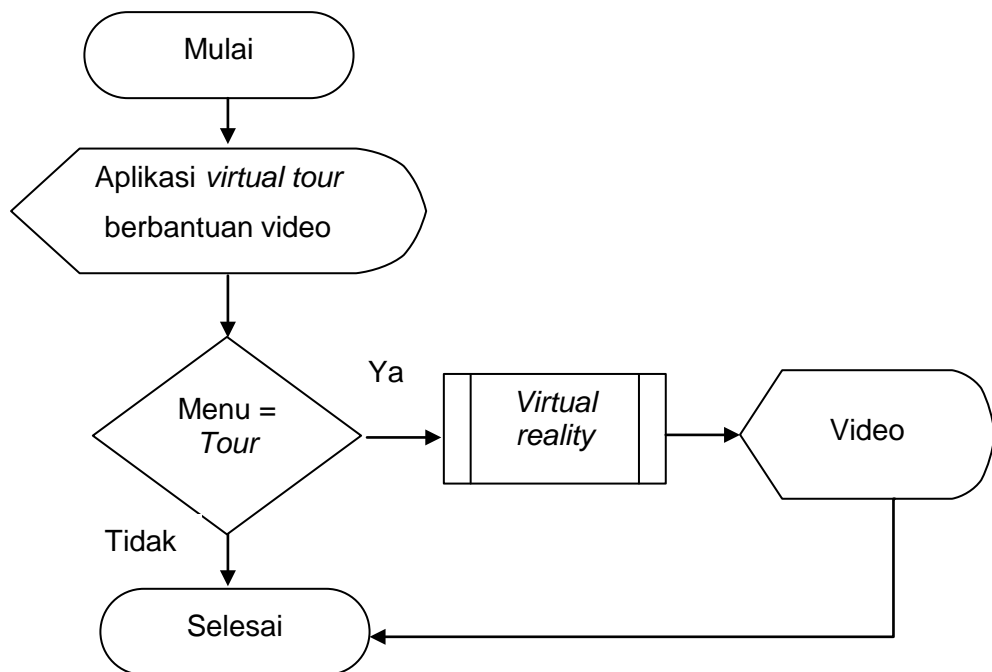 Mulai
Aplikasi virtual tour
berbantuan video
Menu =
Tour
Ya
Virtual
reality
Video
Tidak
Selesai